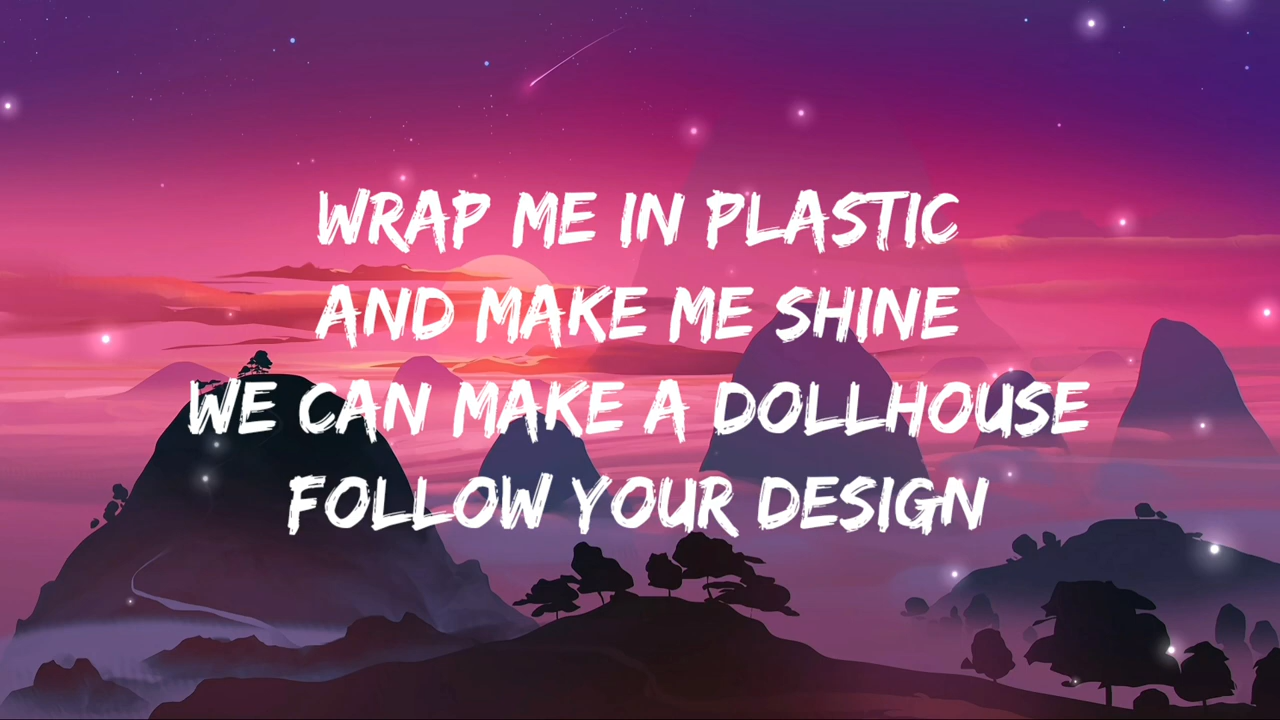 WRAP ME IN PLASTIC
AND MAKE ME SHINE
WE CAN MAKE A DOLLHOUSE
FOLLOW YOUR DESIGN